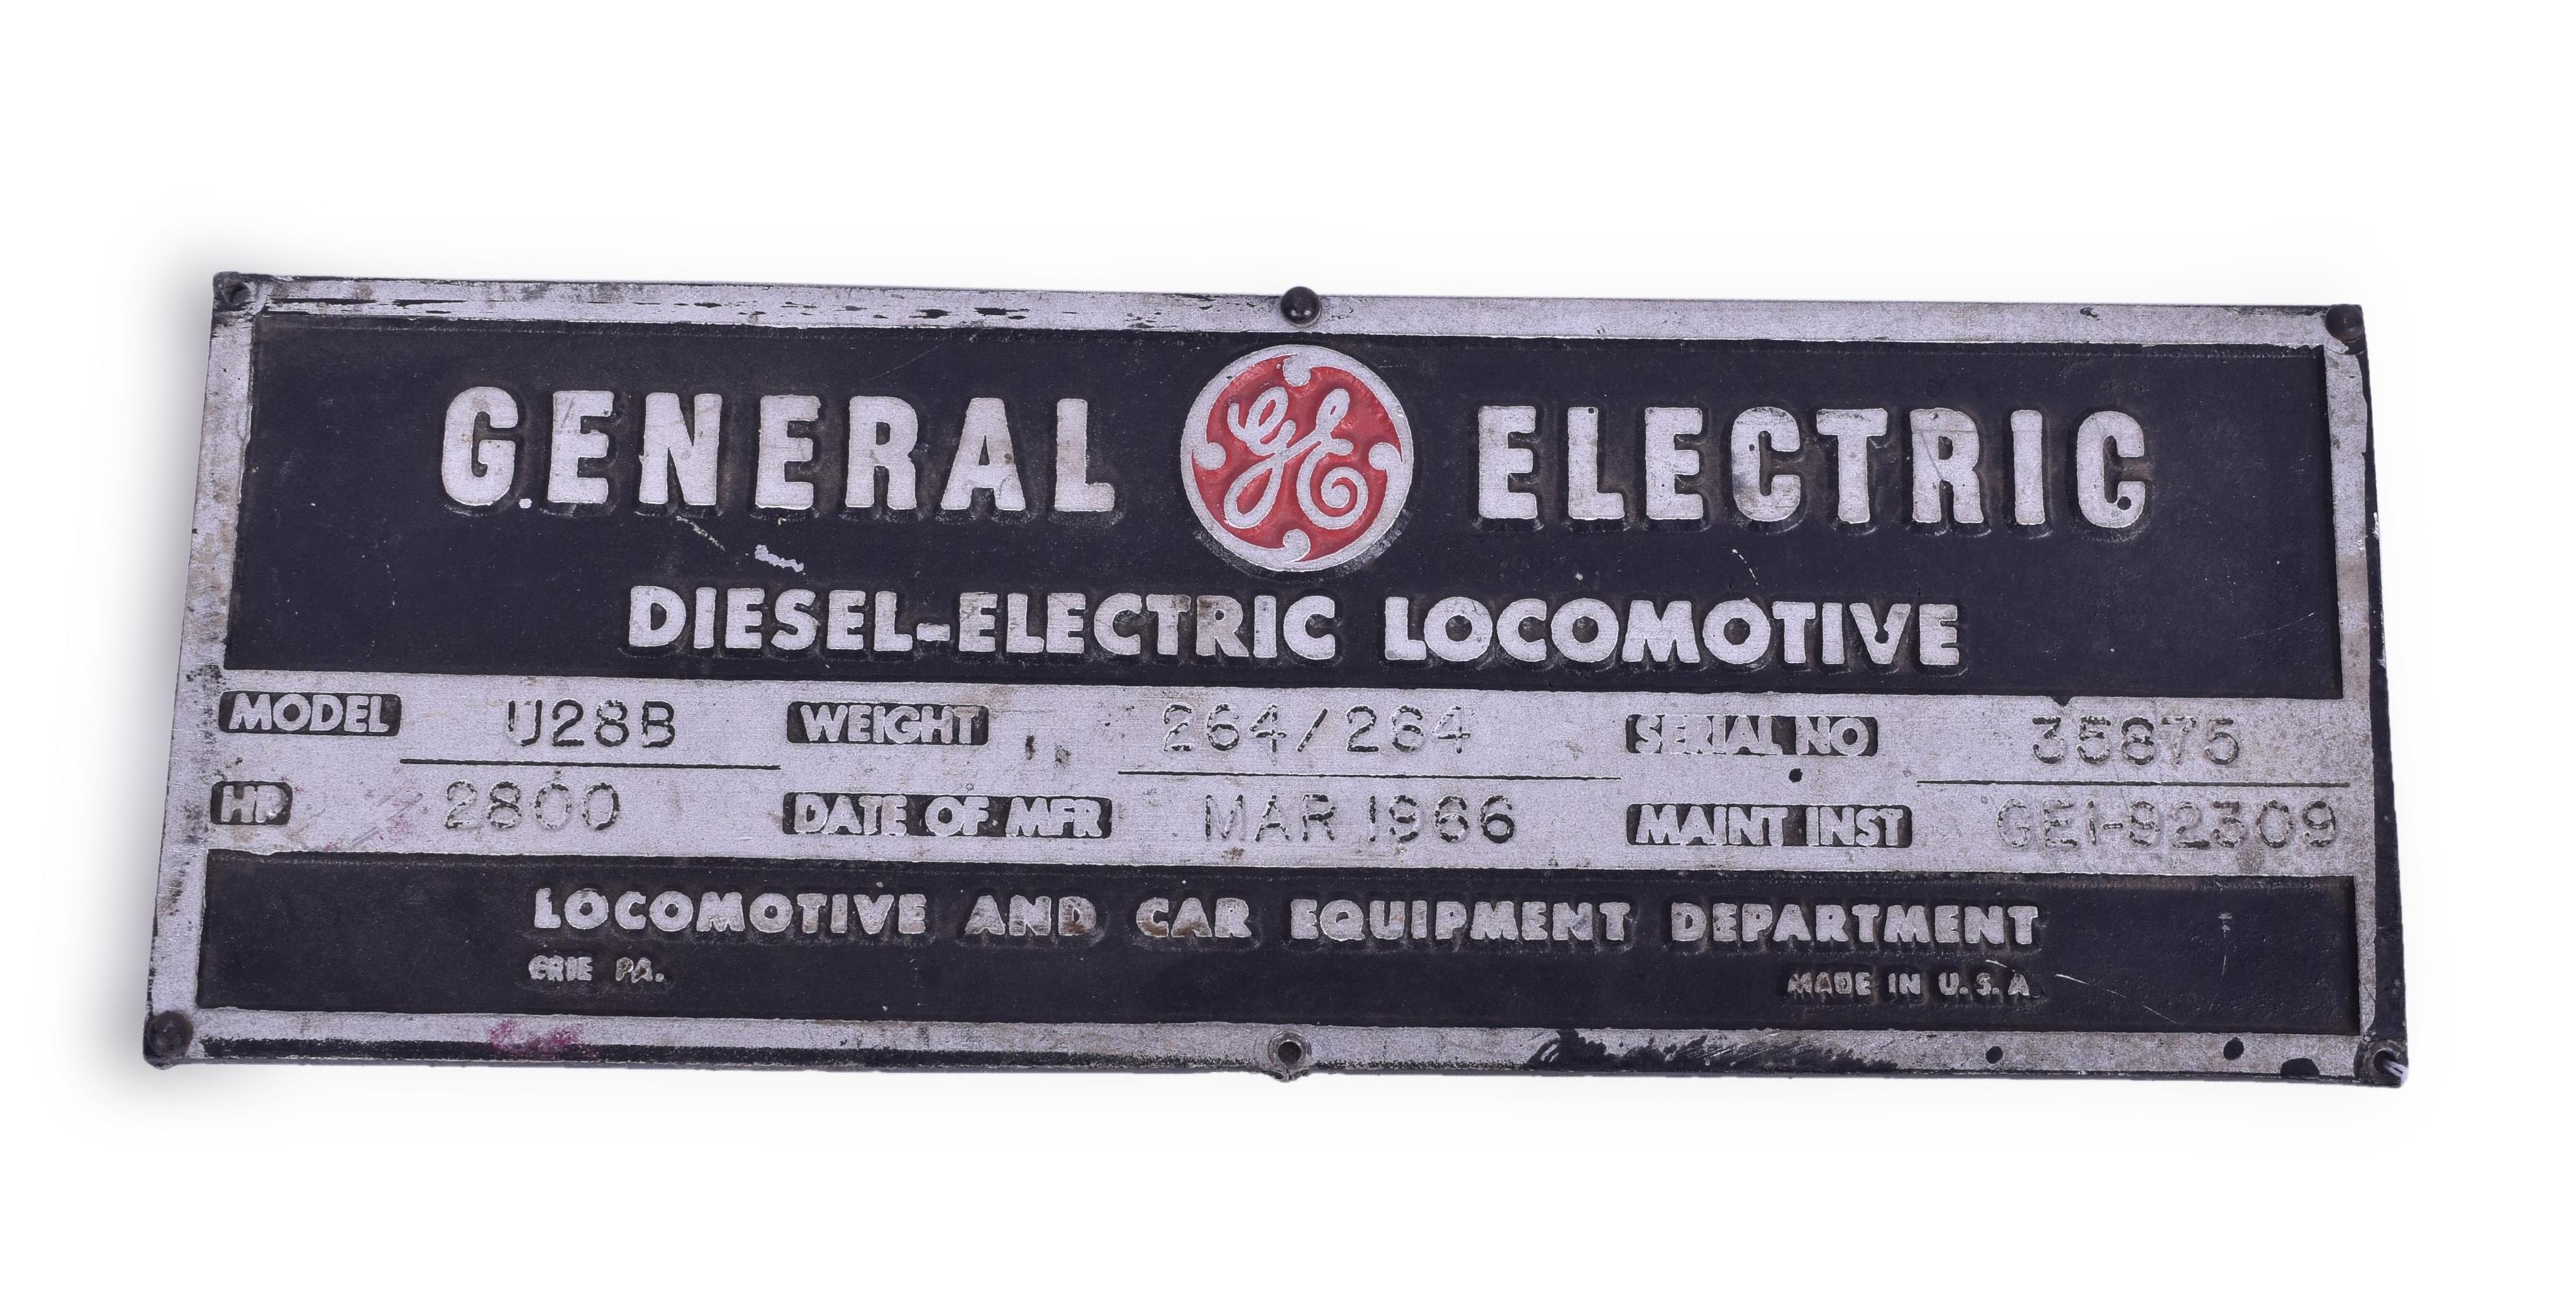 GENERAL GE ELECTRIC
DIESEL-ELECTRIC LOCOMOTIVE
MODEL U28B WEIGHT 264/264 SERIAL NO 35875
HP 2800 DATE OF MFR MAR 1966 MAINT INST GEI-92309
LOCOMOTIVE AND CAR EQUIPMENT DEPARTMENT
ERIE PA. MADE IN U.S.A